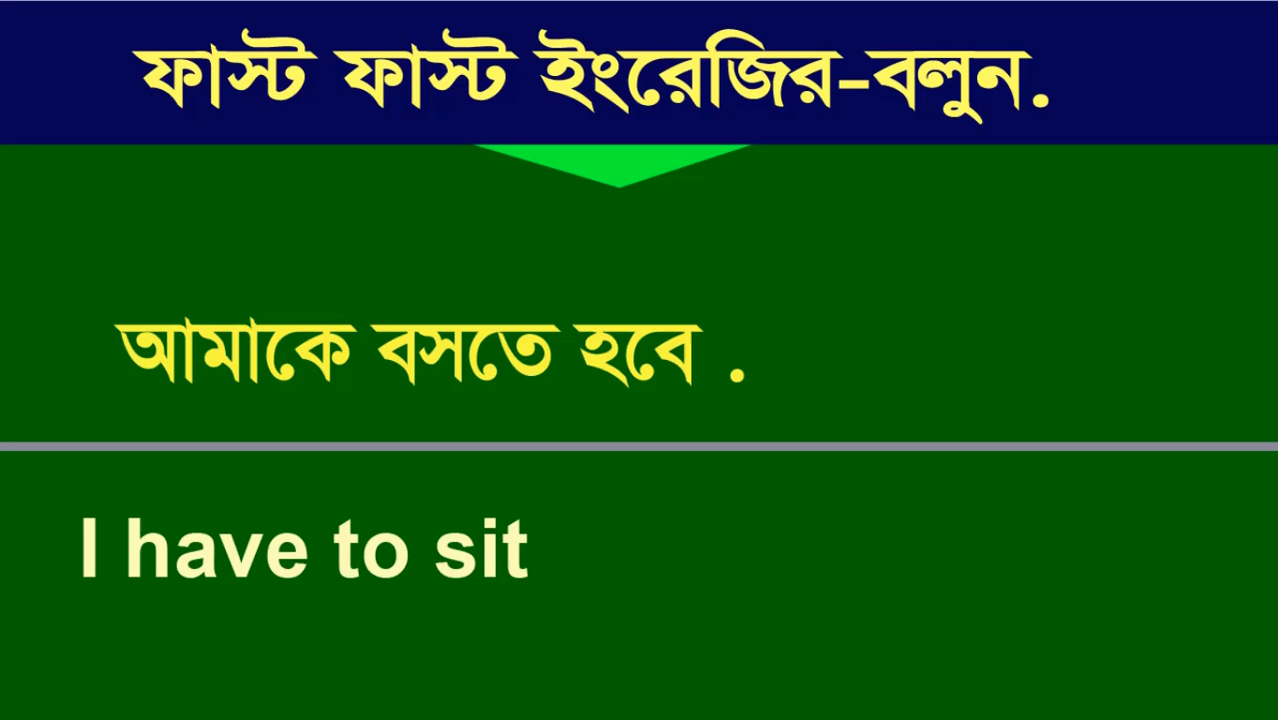 ফাস্ট ফাস্ট ইংরেজির-বলুন.
আমাকে বসতে হবে .
I have to sit